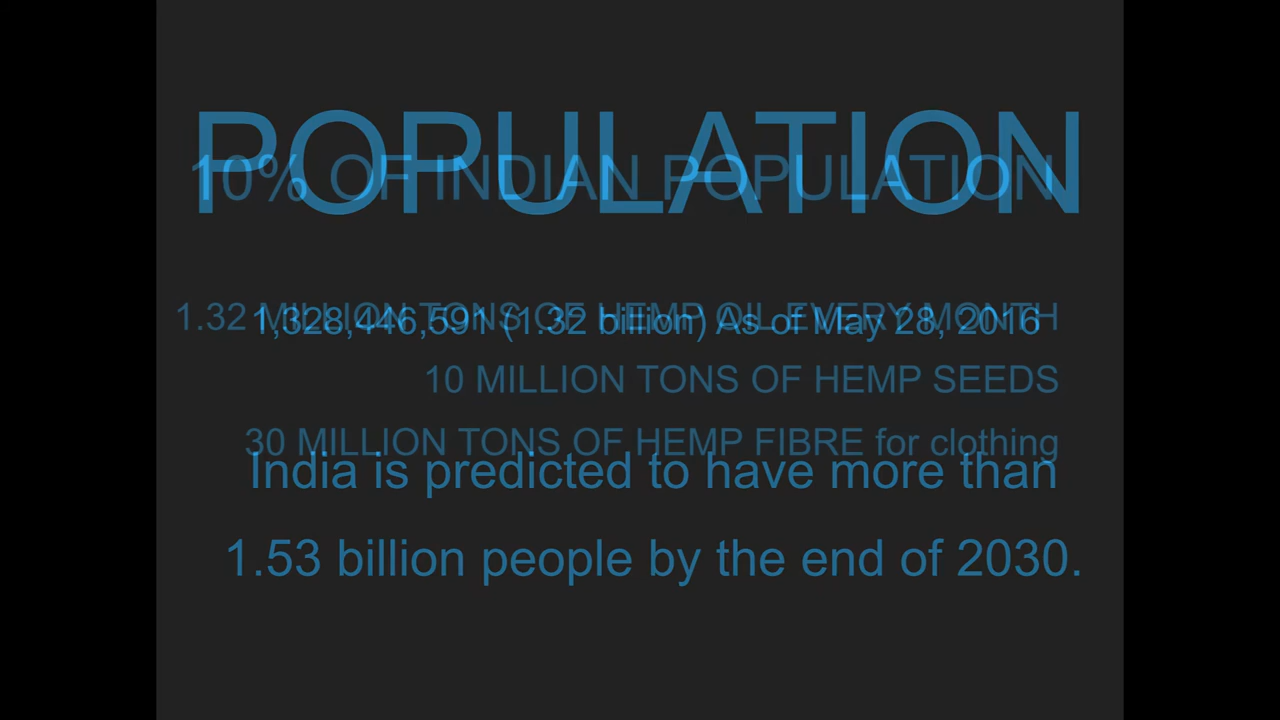 POPULATION
10% OF INDIAN POPULATION
1.32 MILLION TONS OF HEMP OIL EVERY MONTH
1,328,446,591 (1.32 billion) As of May 28, 2016
10 MILLION TONS OF HEMP SEEDS
30 MILLION TONS OF HEMP FIBRE for clothing
India is predicted to have more than
1.53 billion people by the end of 2030.